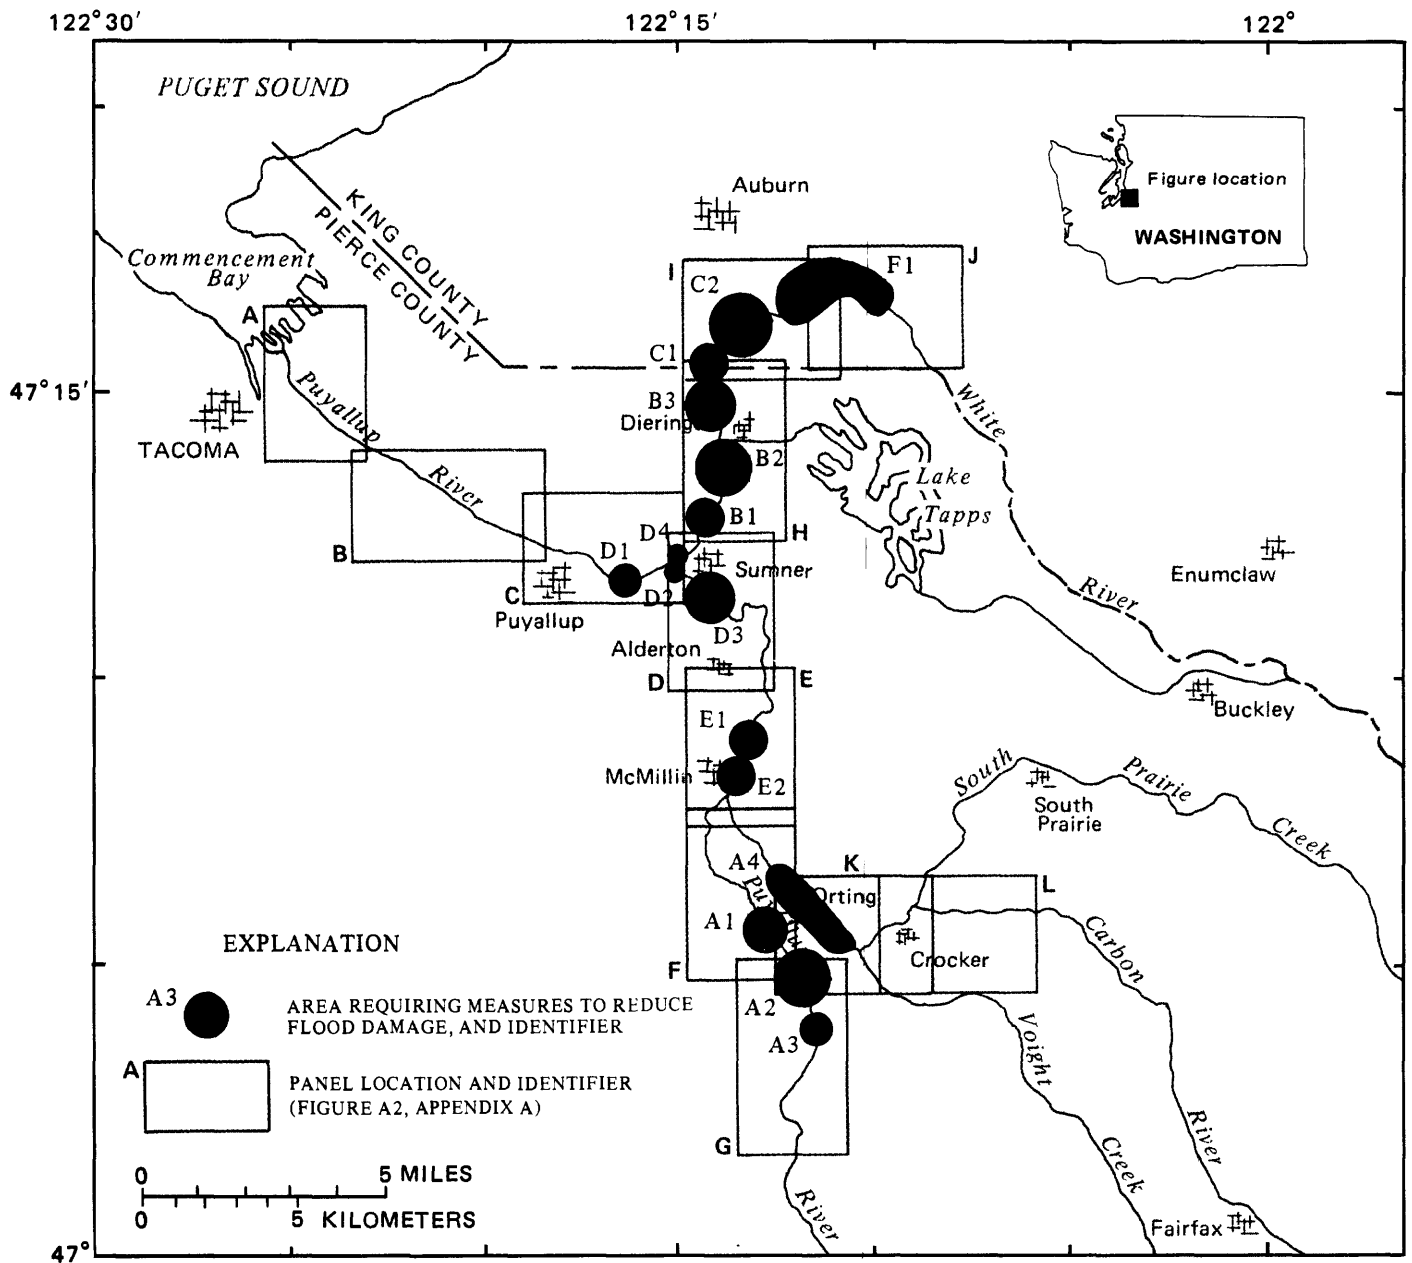 122°30′
122°15′
122°
PUGET SOUND
Auburn
Figure location
WASHINGTON
KING COUNTY
PIERCE COUNTY
Commencement
Bay
I
J
C2
F1
A
C1
47°15′
Puyallup
B3
Diering
White
TACOMA
River
B2
Lake
Tapps
B1
B
D4
H
D1
Sumner
Enumclaw
C
D2
River
Puyallup
D3
Alderton
D
E
Buckley
E1
McMillin
E2
South
Prairie
Creek
South
Prairie
A4
K
L
Orting
A1
Carbon
Crocker
F
EXPLANATION
A3
AREA REQUIRING MEASURES TO REDUCE
FLOOD DAMAGE, AND IDENTIFIER
A2
A3
Voight
A
PANEL LOCATION AND IDENTIFIER
(FIGURE A2, APPENDIX A)
G
River
Creek
0
5 MILES
0
5
KILOMETERS
River
Fairfax
47°